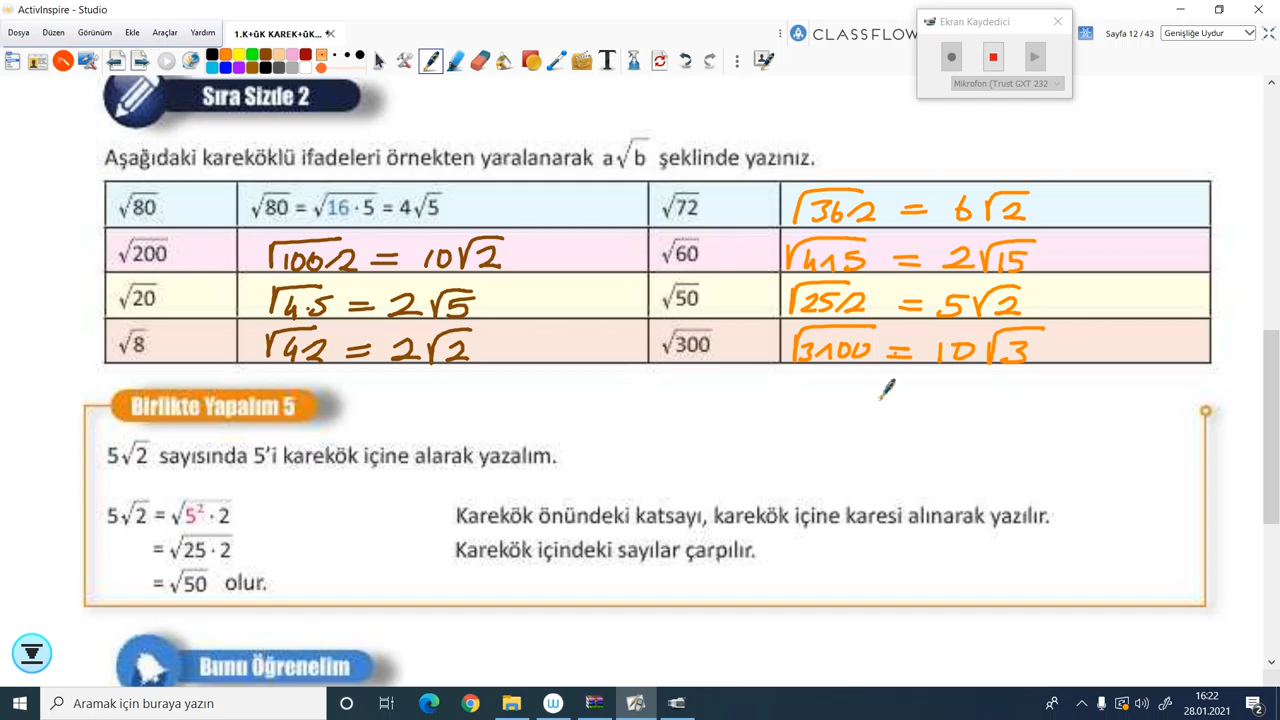 ActivInspire - Studio
Dosya Düzen Görünüm Ekle Araçlar Yardım
1.K+üK KAREK+ûK...
CLASSFLOW
Sayfa 12 / 43
Genişliğe Uydur
Ekran Kaydedici
Mikrofon (Trust GXT 232
Sıra Sizde 2
Aşağıdaki kareköklü ifadeleri örnekten yaralanarak a√b şeklinde yazınız.
√80 √80 = √16 · 5 = 4√5 √72 √36·2 = 6√2
√200 √100·2 = 10√2 √60 √4·15 = 2√15
√20 √4·5 = 2√5 √50 √25·2 = 5√2
√8 √4·2 = 2√2 √300 √3·100 = 10√3
Birlikte Yapalım 5
5√2 sayısında 5'i karekök içine alarak yazalım.
5√2 = √5² · 2 Karekök önündeki katsayı, karekök içine karesi alınarak yazılır.
= √25 · 2 Karekök içindeki sayılar çarpılır.
= √50 olur.
Bunu Öğrenelim
Aramak için buraya yazın
16:22
28.01.2021
2